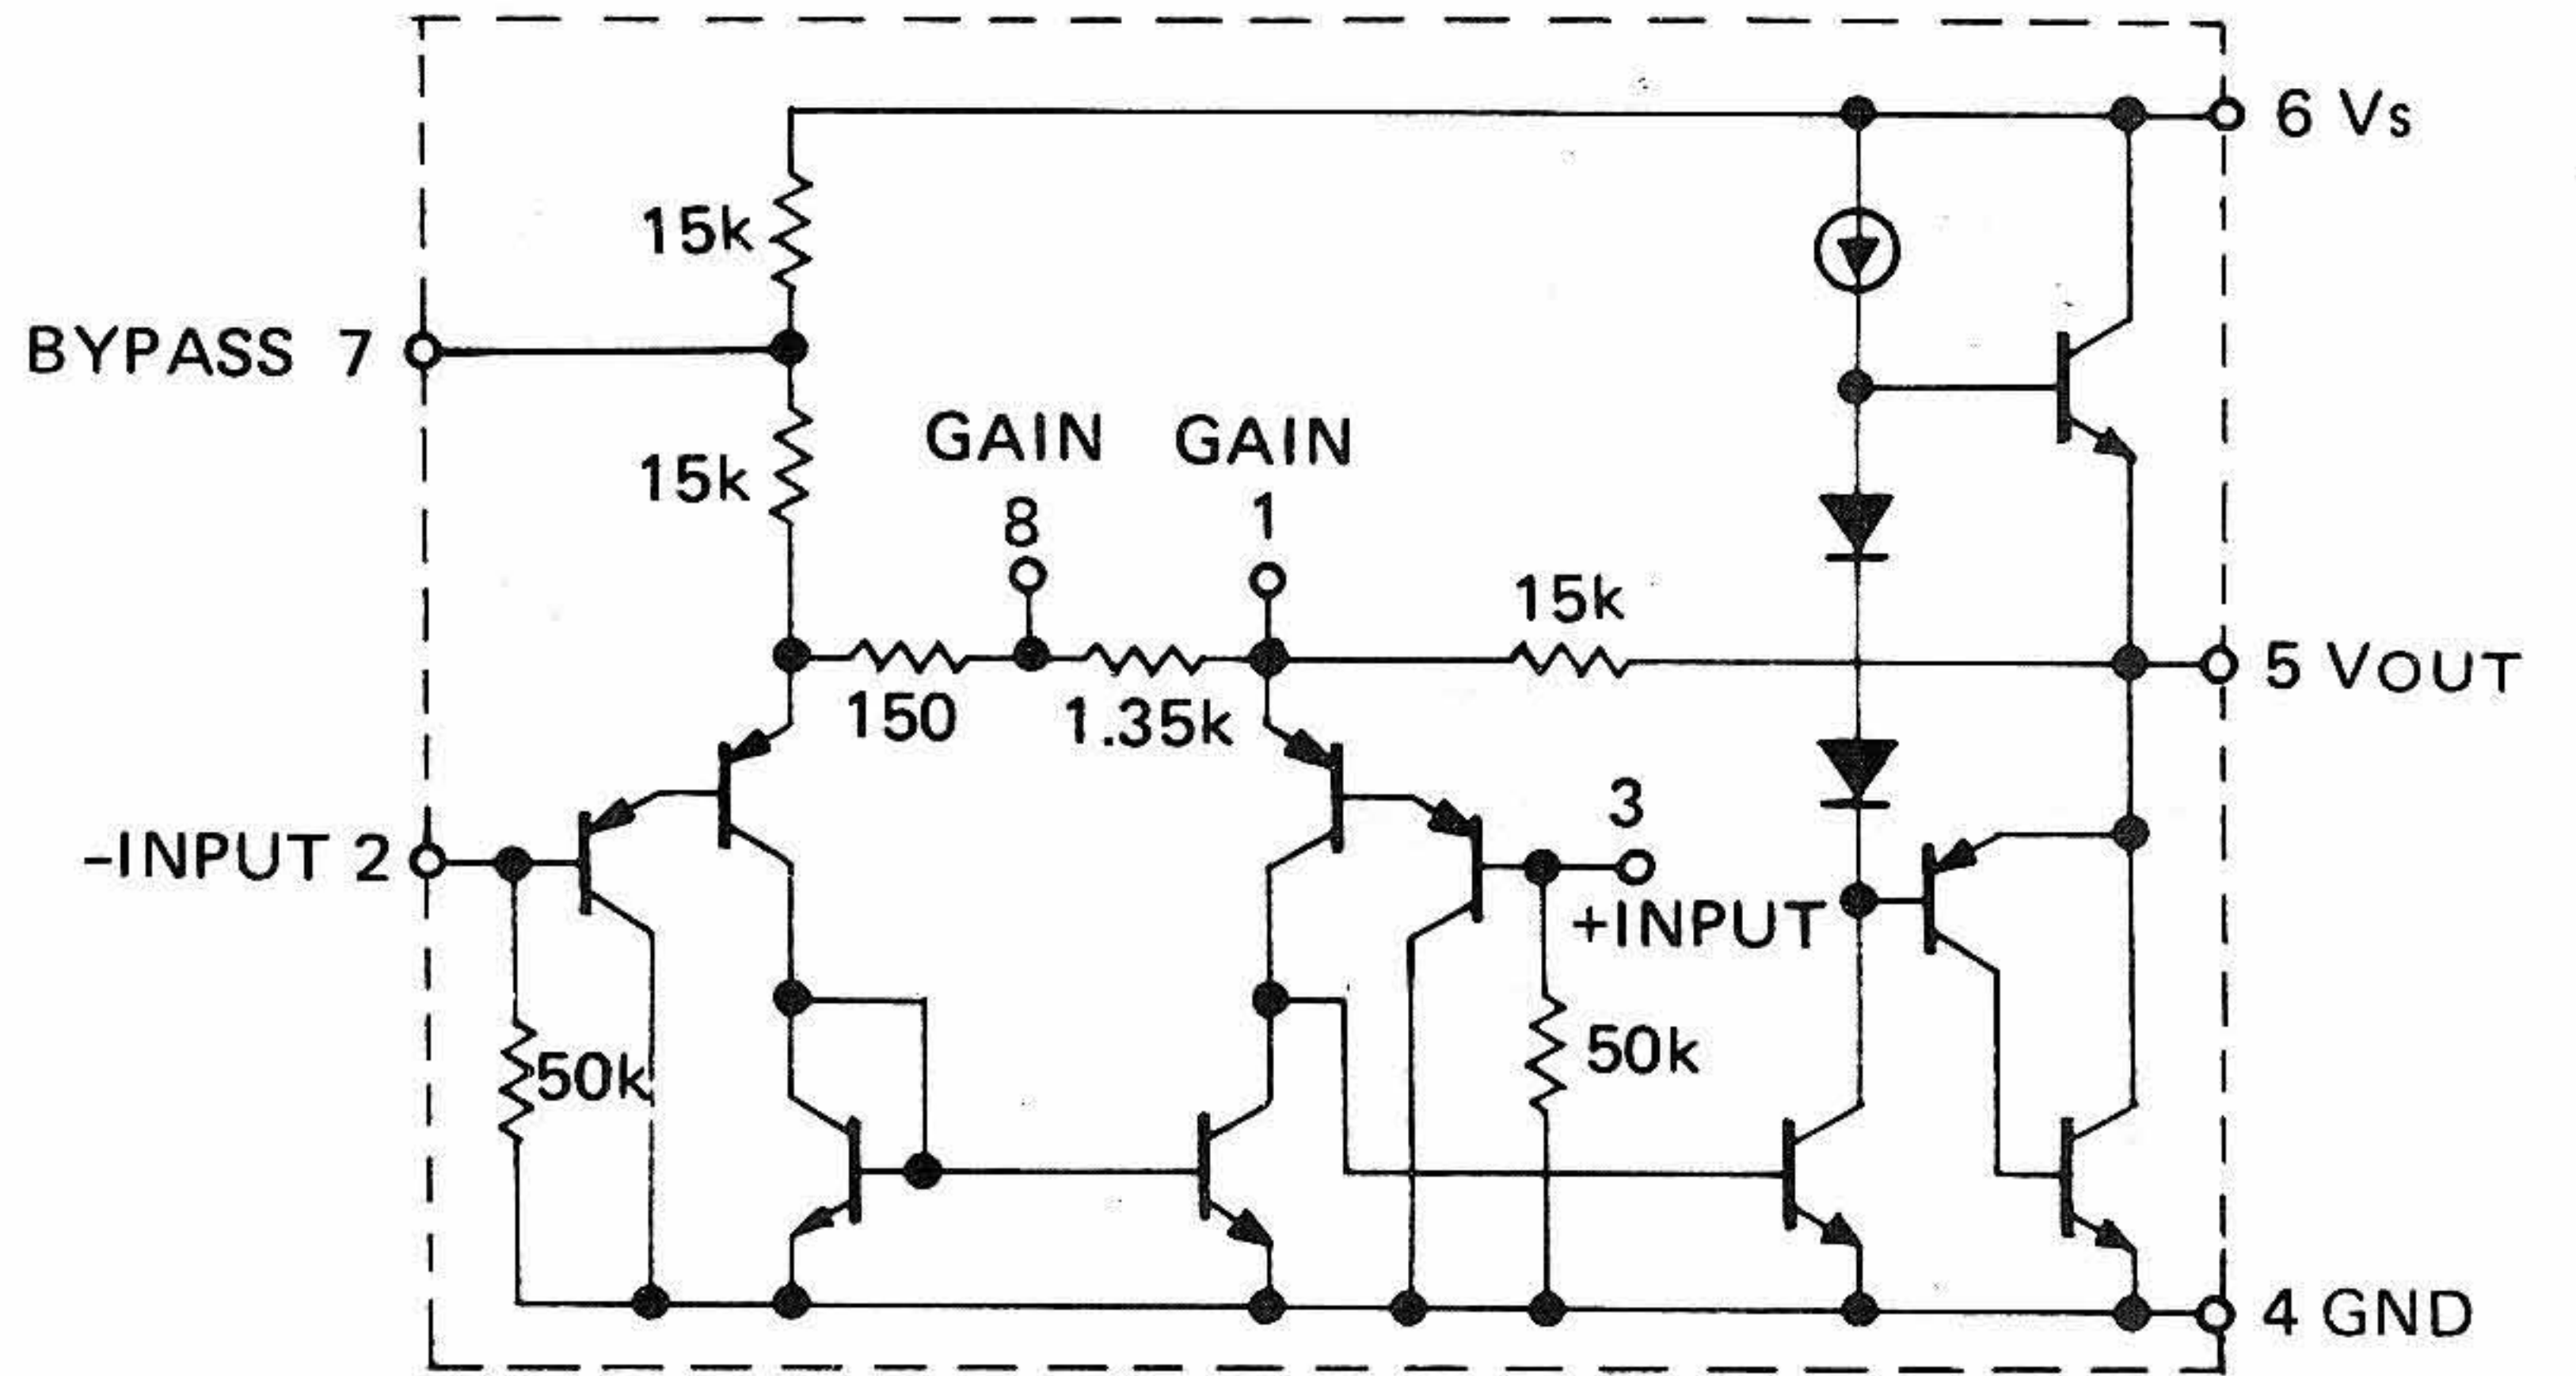 6 Vs
15k
BYPASS 7
GAIN GAIN
8 1
15k
15k
5 VOUT
150 1.35k
3
-INPUT 2
+INPUT
50k
50k
4 GND